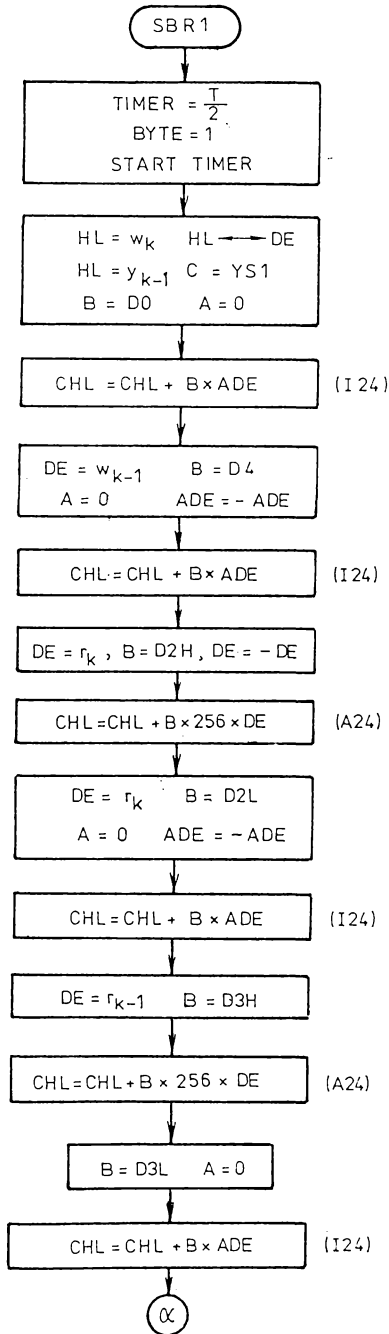 SBR1
TIMER = T/2
BYTE = 1
START TIMER
HL = w_k    HL ⟷ DE
HL = y_{k-1}  C = YS1
B = D0    A = 0
CHL = CHL + B × ADE    (I24)
DE = w_{k-1}    B = D4
A = 0    ADE = - ADE
CHL = CHL + B × ADE    (I24)
DE = r_k , B = D2H , DE = - DE
CHL = CHL + B × 256 × DE    (A24)
DE = r_k    B = D2L
A = 0    ADE = - ADE
CHL = CHL + B × ADE    (I24)
DE = r_{k-1}    B = D3H
CHL = CHL + B × 256 × DE    (A24)
B = D3L    A = 0
CHL = CHL + B × ADE    (I24)
α